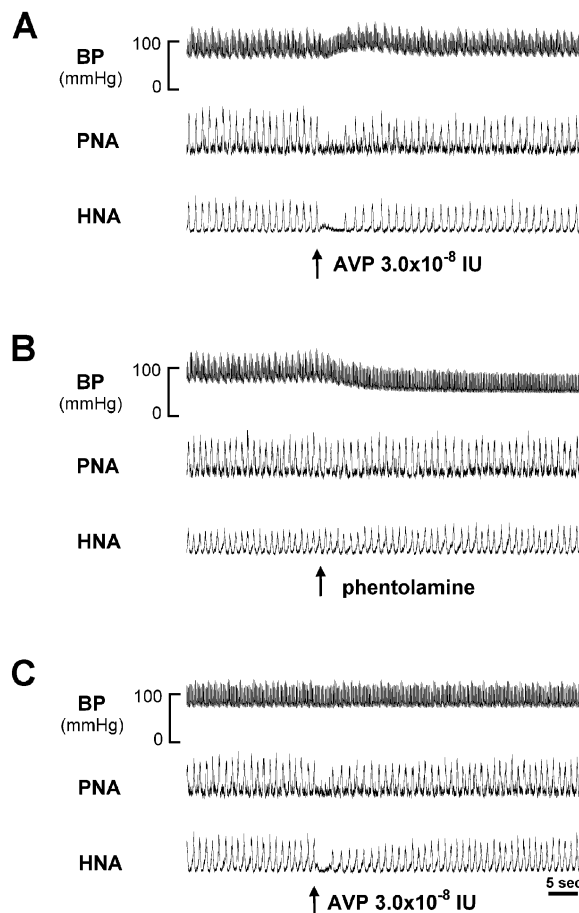 A
BP
(mmHg)
100
0
PNA
HNA
AVP 3.0x10⁻⁸ IU
B
BP
(mmHg)
100
0
PNA
HNA
phentolamine
C
BP
(mmHg)
100
0
PNA
HNA
5 sec
AVP 3.0x10⁻⁸ IU